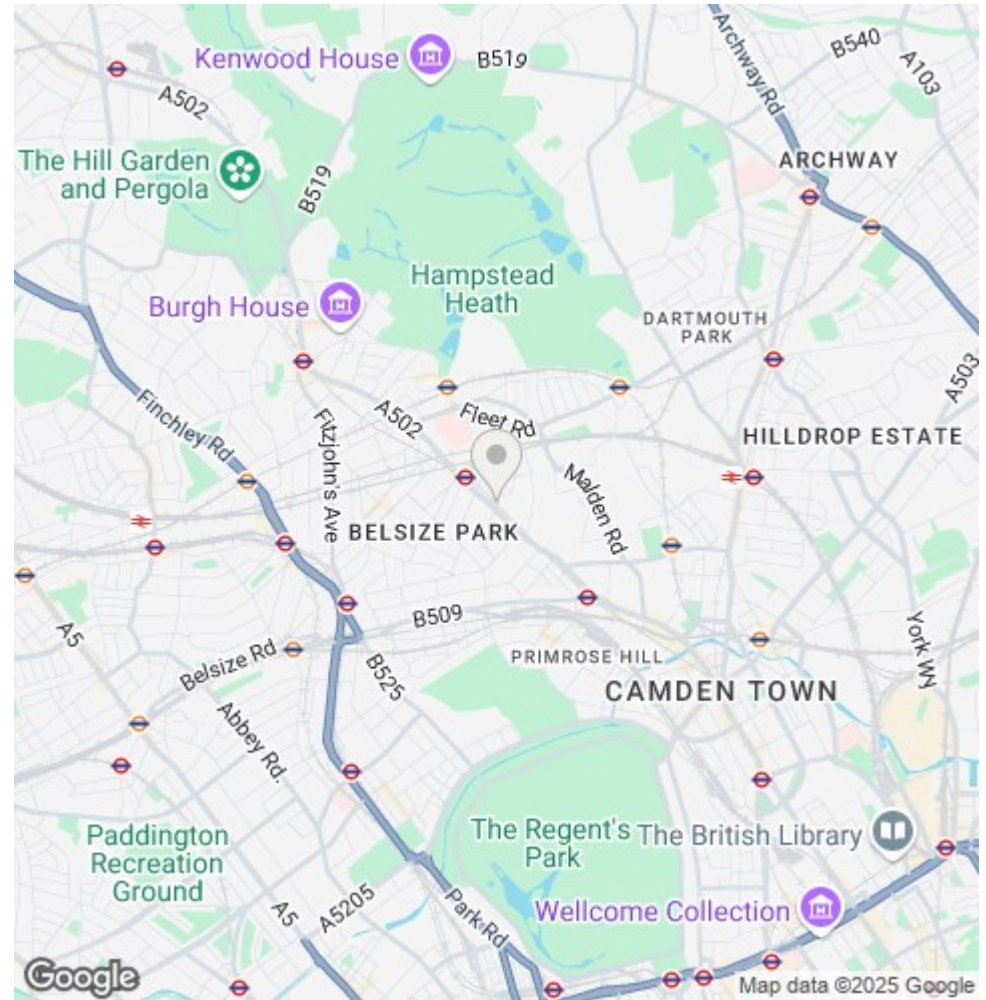 Kenwood House
B519
B540
A103
Archway Rd
A502
The Hill Garden
and Pergola
B519
ARCHWAY
Hampstead
Heath
Burgh House
DARTMOUTH
PARK
A503
Finchley Rd
Fitzjohn's Ave
A502
Fleet Rd
HILLDROP ESTATE
Malden Rd
BELSIZE PARK
A5
B509
York Wy
Belsize Rd
B525
PRIMROSE HILL
CAMDEN TOWN
Abbey Rd.
Paddington
Recreation
Ground
The Regent's
Park
The British Library
A5
A5205
Park Rd
Wellcome Collection
Google
Map data ©2025 Google